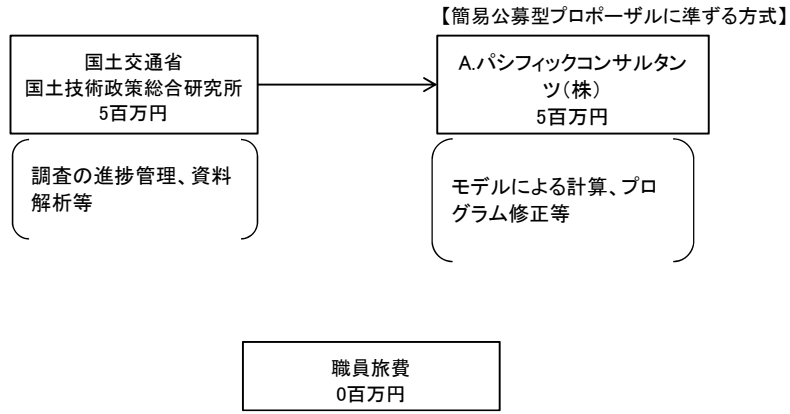 【簡易公募型プロポーザルに準ずる方式】
国土交通省
国土技術政策総合研究所
5百万円
A.パシフィックコンサルタン
ツ(株)
5百万円
調査の進捗管理、資料
解析等
モデルによる計算、プロ
グラム修正等
職員旅費
0百万円